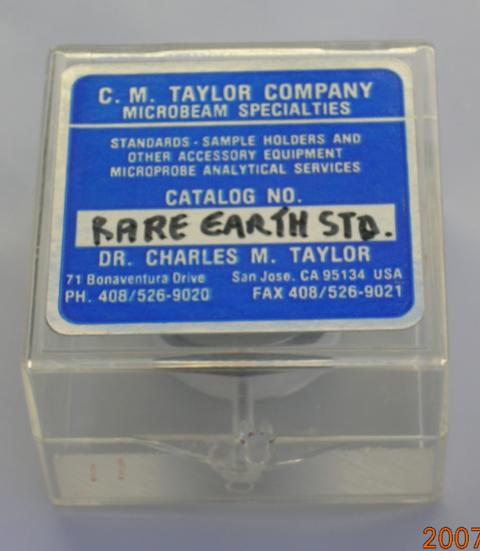 C. M. TAYLOR COMPANY
MICROBEAM SPECIALTIES
STANDARDS - SAMPLE HOLDERS AND
OTHER ACCESSORY EQUIPMENT
MICROPROBE ANALYTICAL SERVICES
CATALOG NO.
RARE EARTH STD.
DR. CHARLES M. TAYLOR
71 Bonaventura Drive San Jose, CA 95134 USA
PH. 408/526-9020 FAX 408/526-9021
2007